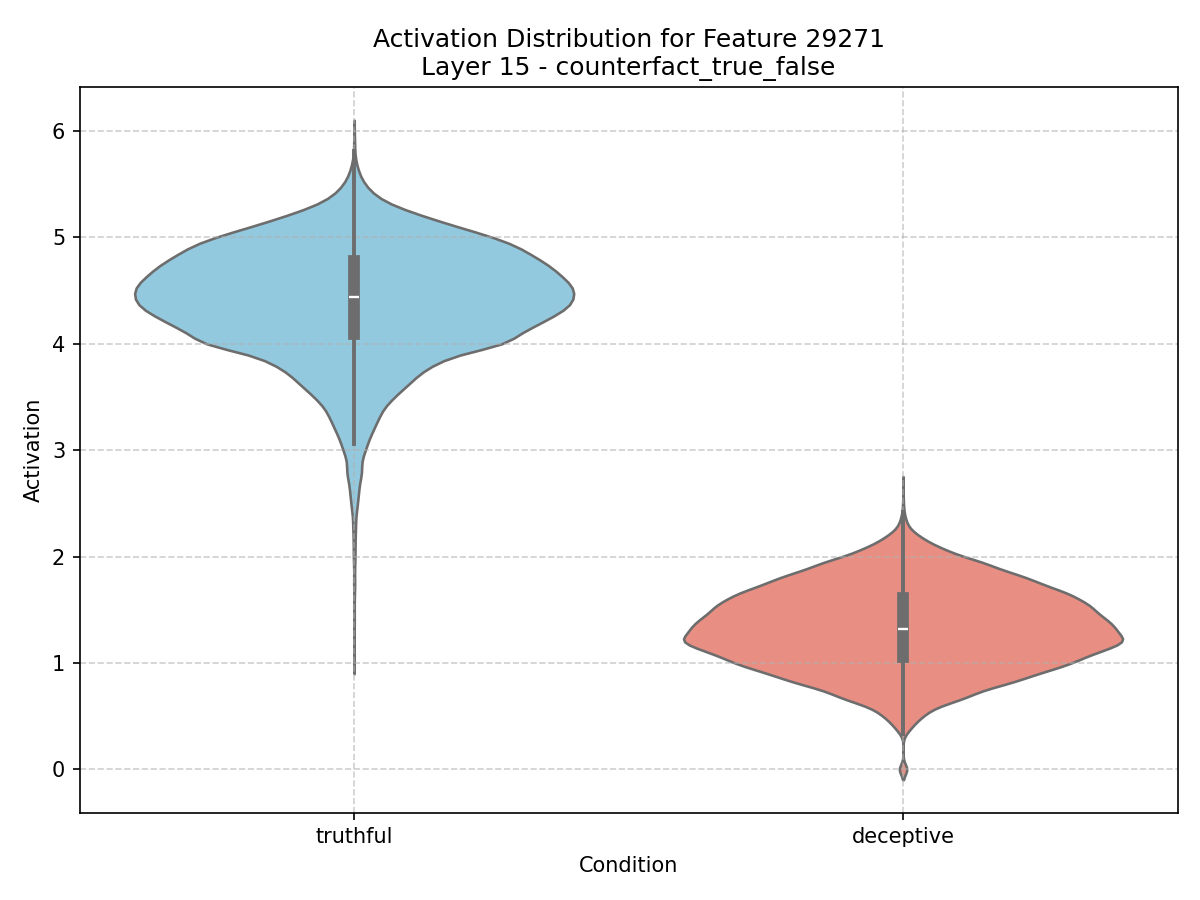 Activation Distribution for Feature 29271
Layer 15 - counterfact_true_false
6
5
4
3
2
1
0
Activation
truthful
deceptive
Condition